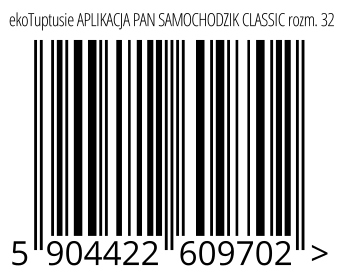 ekoTuptusie APLIKACJA PAN SAMOCHODZIK CLASSIC rozm. 32
5 904422 609702 >